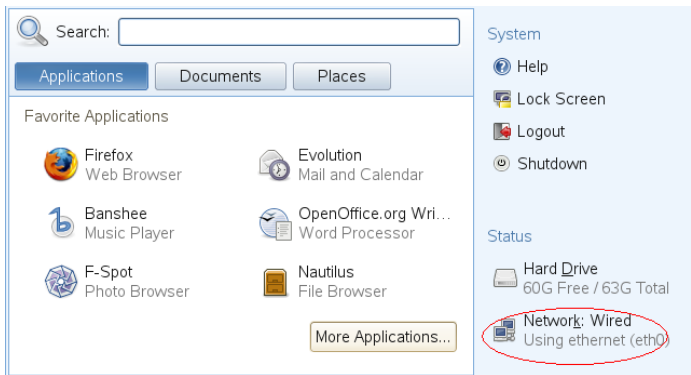 Search:
Applications
Documents
Places
Favorite Applications
Firefox
Web Browser
Evolution
Mail and Calendar
Banshee
Music Player
OpenOffice.org Wri...
Word Processor
F-Spot
Photo Browser
Nautilus
File Browser
More Applications...
System
Help
Lock Screen
Logout
Shutdown
Status
Hard Drive
60G Free / 63G Total
Network: Wired
Using ethernet (eth0)